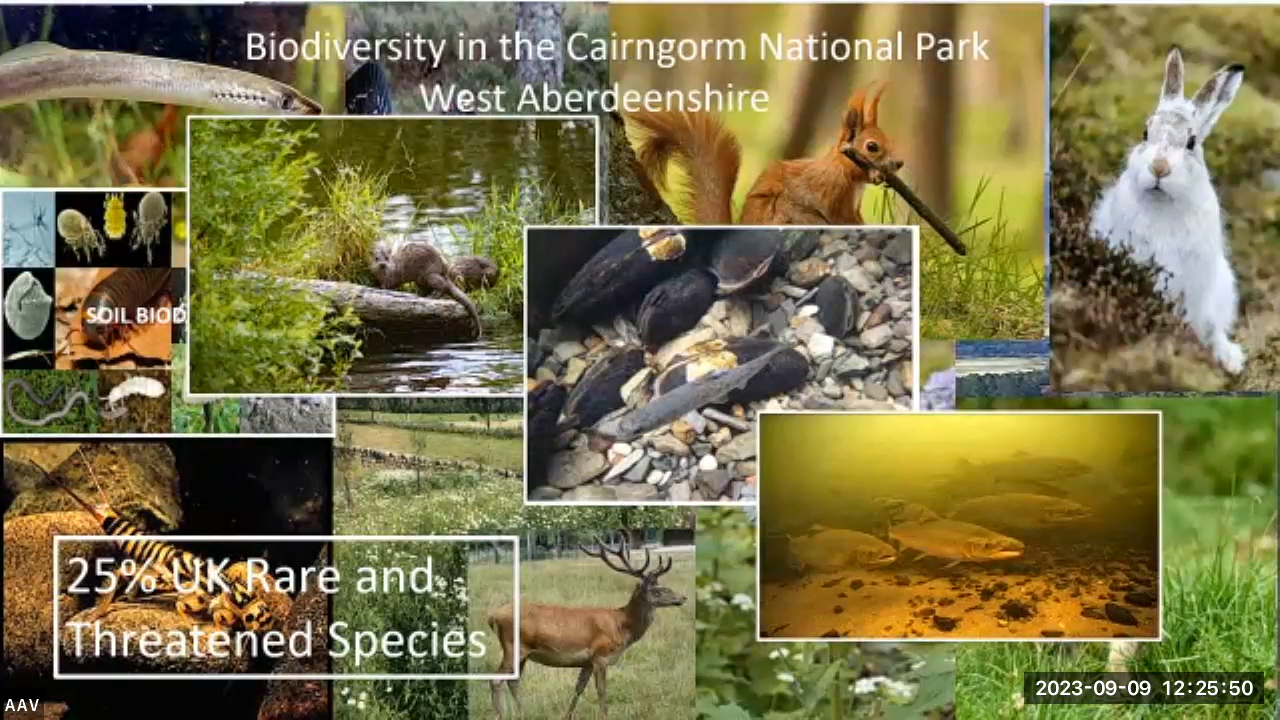 Biodiversity in the Cairngorm National Park
West Aberdeenshire
SOIL BIOD
25% UK Rare and
Threatened Species
AAV
2023-09-09 12:25:50